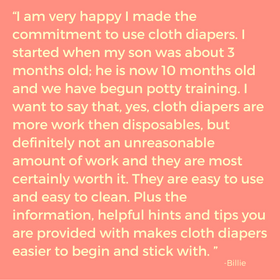 “I am very happy I made the
commitment to use cloth diapers. I
started when my son was about 3
months old; he is now 10 months old
and we have begun potty training. I
want to say that, yes, cloth diapers are
more work then disposables, but
definitely not an unreasonable
amount of work and they are most
certainly worth it. They are easy to use
and easy to clean. Plus the
information, helpful hints and tips you
are provided with makes cloth diapers
easier to begin and stick with. ”
-Billie